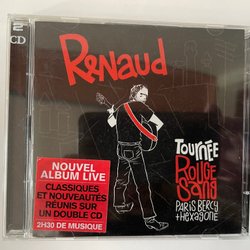 2
CD
RENAUD
TOURNÉE
ROUGE
SANG
PARIS BERCY
+HEXAGONE
NOUVEL
ALBUM LIVE
CLASSIQUES
ET NOUVEAUTÉS
RÉUNIS SUR
UN DOUBLE CD
2H30 DE MUSIQUE